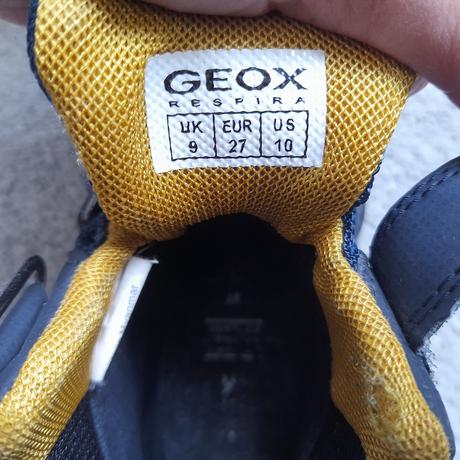 GEOX
RESPIRA
UK EUR US
9 27 10